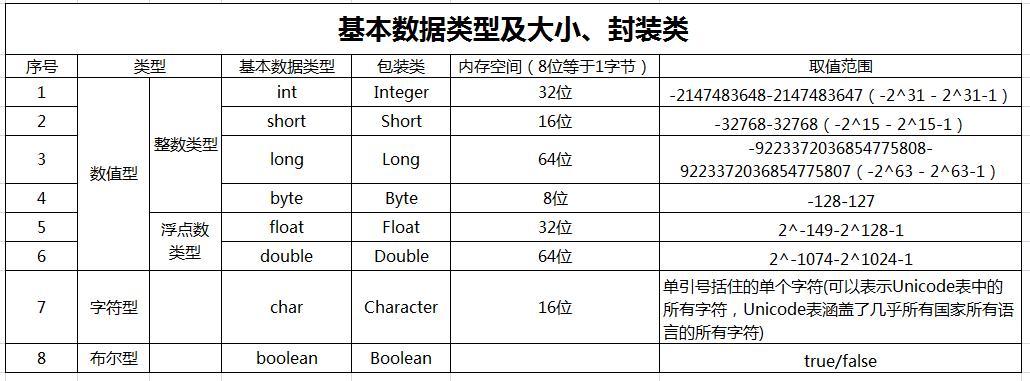 基本数据类型及大小、封装类
序号 类型 基本数据类型 包装类 内存空间（8位等于1字节） 取值范围
1 数值型 整数类型 int Integer 32位 -2147483648-2147483647（-2^31 - 2^31-1）
2 short Short 16位 -32768-32768（-2^15 - 2^15-1）
3 long Long 64位 -9223372036854775808-
9223372036854775807（-2^63 - 2^63-1）
4 byte Byte 8位 -128-127
5 浮点数
类型 float Float 32位 2^-149-2^128-1
6 double Double 64位 2^-1074-2^1024-1
7 字符型 char Character 16位 单引号括住的单个字符(可以表示Unicode表中的
所有字符，Unicode表涵盖了几乎所有国家所有语
言的所有字符)
8 布尔型 boolean Boolean true/false